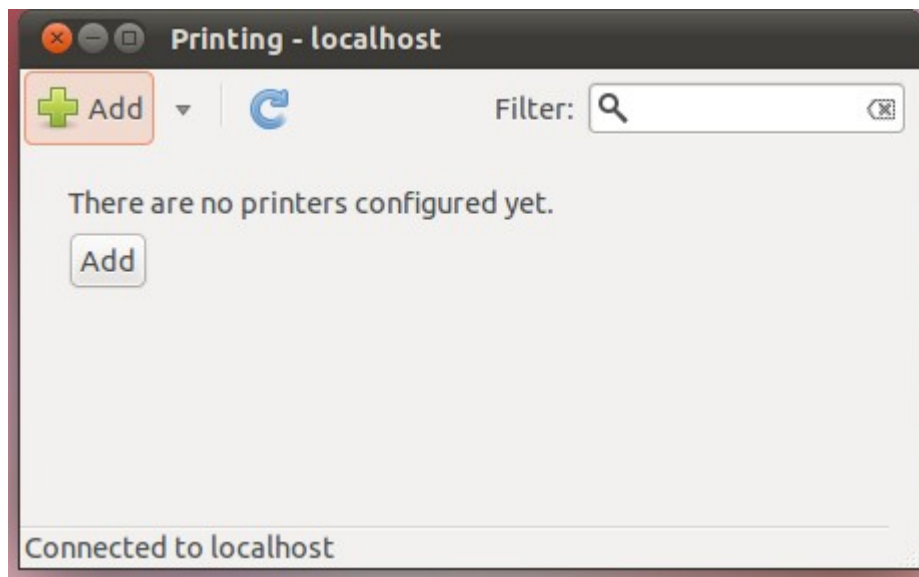 Printing - localhost
Add Filter:
There are no printers configured yet.
Add
Connected to localhost